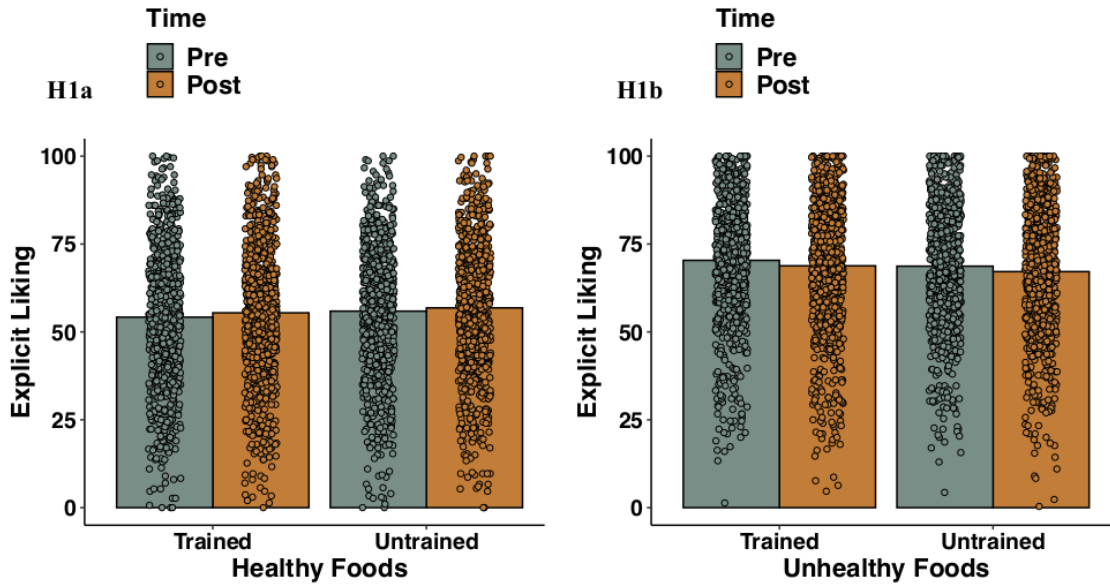 Time
Pre
Post
H1a
Explicit Liking
100
75
50
25
0
Trained Untrained
Healthy Foods
Time
Pre
Post
H1b
Explicit Liking
100
75
50
25
0
Trained Untrained
Unhealthy Foods